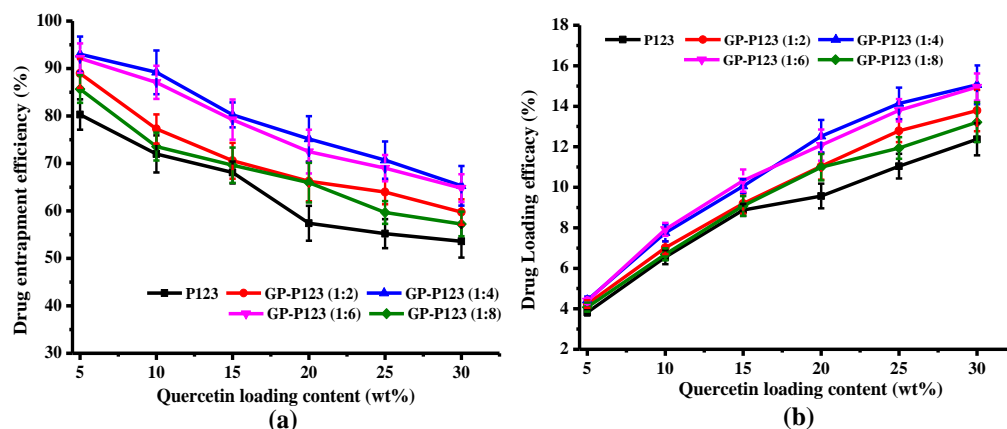 100
90
80
70
60
50
40
30
Drug entrapment efficiency (%)
P123 GP-P123 (1:2) GP-P123 (1:4)
GP-P123 (1:6) GP-P123 (1:8)
5 10 15 20 25 30
Quercetin loading content (wt%)
(a)
18
16
14
12
10
8
6
4
2
Drug Loading efficacy (%)
P123 GP-P123 (1:2) GP-P123 (1:4)
GP-P123 (1:6) GP-P123 (1:8)
5 10 15 20 25 30
Quercetin loading content (wt%)
(b)